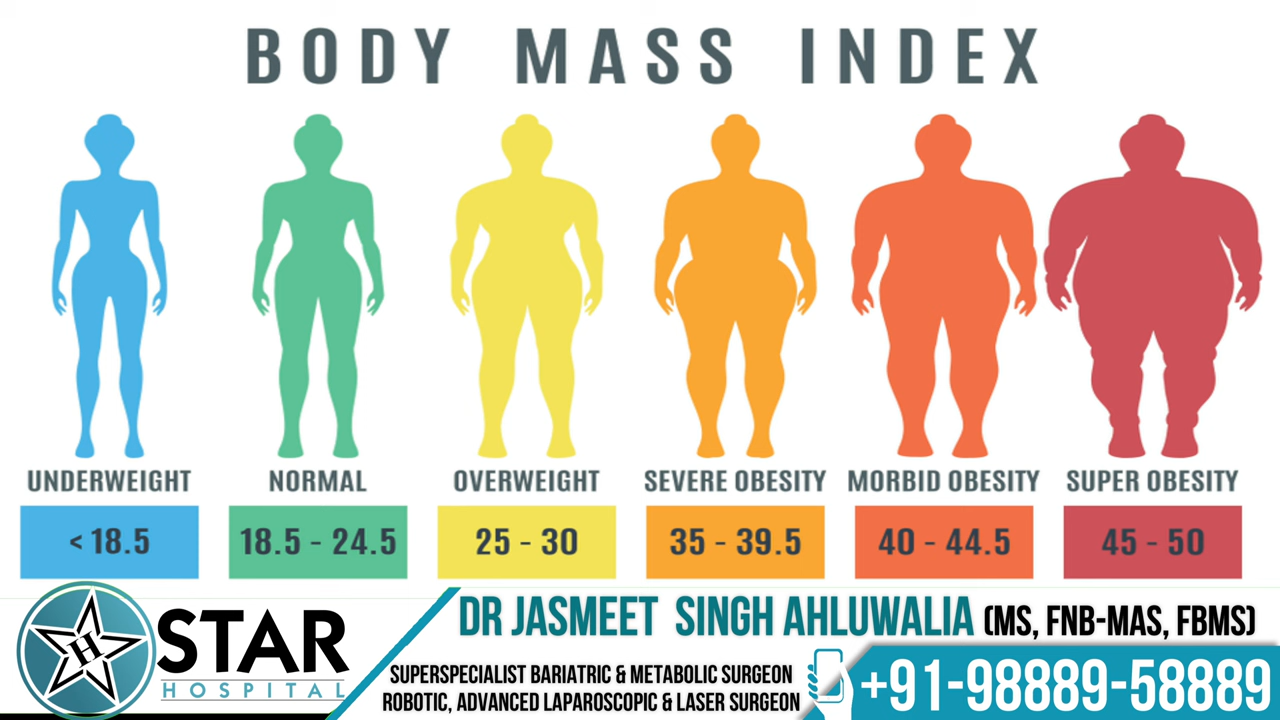 BODY MASS INDEX
UNDERWEIGHT
< 18.5
NORMAL
18.5 - 24.5
OVERWEIGHT
25 - 30
SEVERE OBESITY
35 - 39.5
MORBID OBESITY
40 - 44.5
SUPER OBESITY
45 - 50
H
STAR
HOSPITAL
DR JASMEET SINGH AHLUWALIA (MS, FNB-MAS, FBMS)
SUPERSPECIALIST BARIATRIC & METABOLIC SURGEON
ROBOTIC, ADVANCED LAPAROSCOPIC & LASER SURGEON
+91-98889-58889